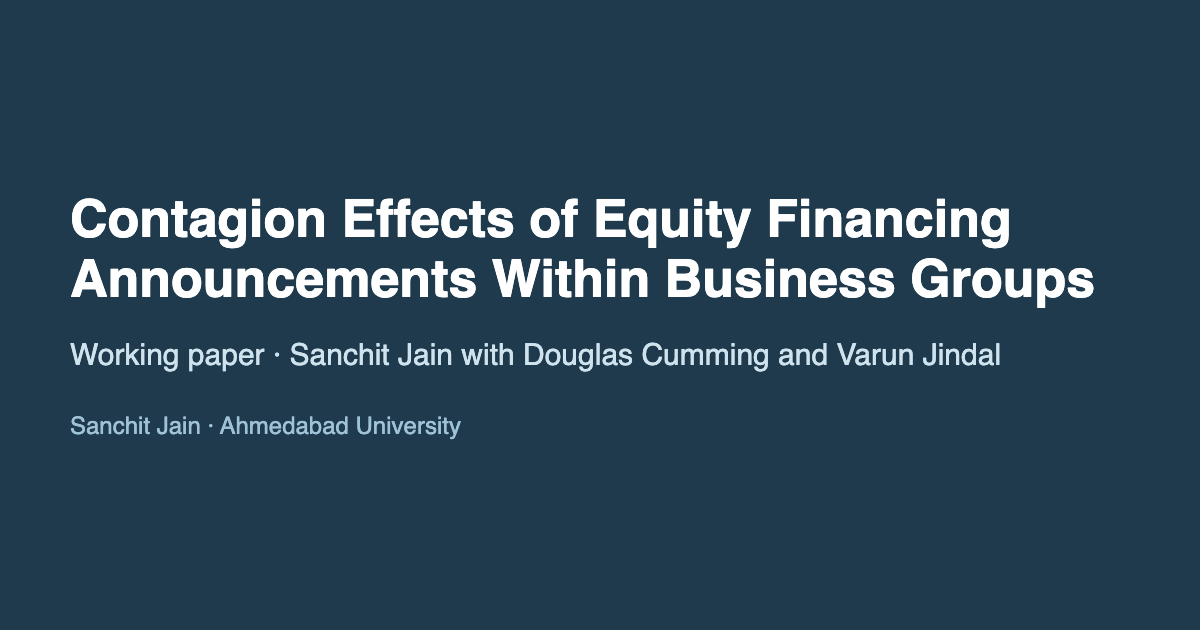 Contagion Effects of Equity Financing
Announcements Within Business Groups
Working paper · Sanchit Jain with Douglas Cumming and Varun Jindal
Sanchit Jain · Ahmedabad University